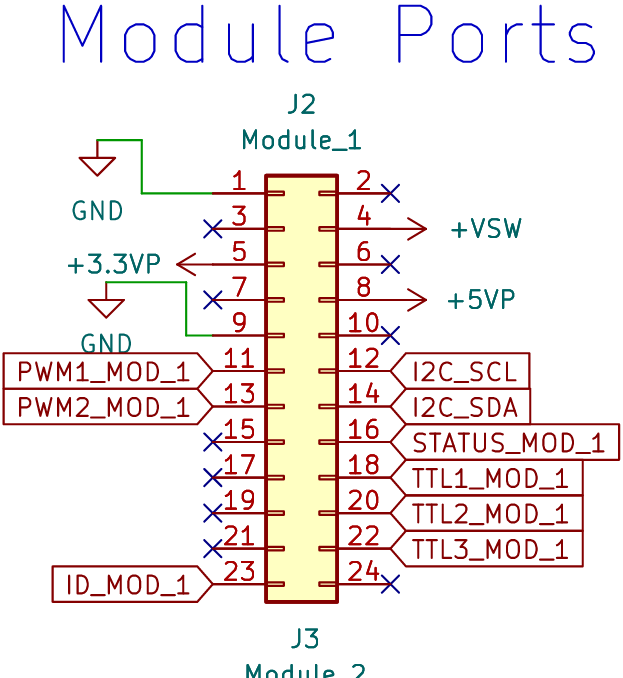 Module Ports
J2
Module_1
1 2
GND
3 4 +VSW
+3.3VP 5 6
7 8 +5VP
GND 9 10
PWM1_MOD_1 11 12 I2C_SCL
PWM2_MOD_1 13 14 I2C_SDA
15 16 STATUS_MOD_1
17 18 TTL1_MOD_1
19 20 TTL2_MOD_1
21 22 TTL3_MOD_1
ID_MOD_1 23 24
J3
Module_2